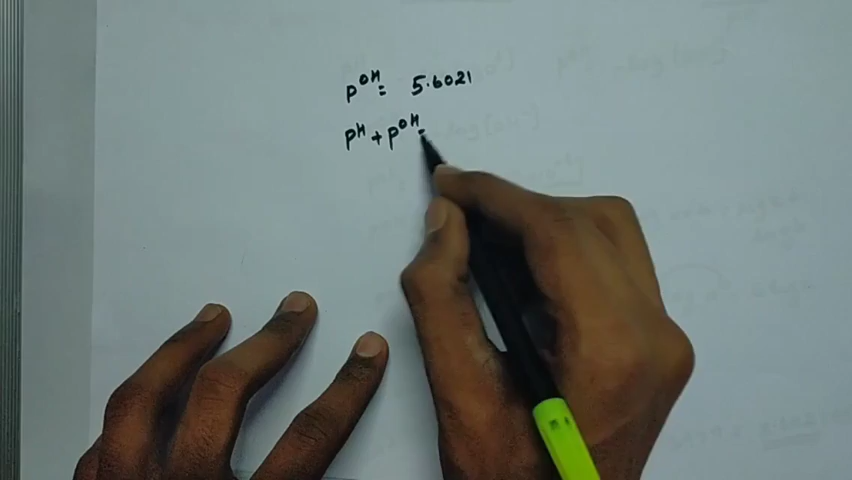 pOH = 5.6021
pH + pOH =